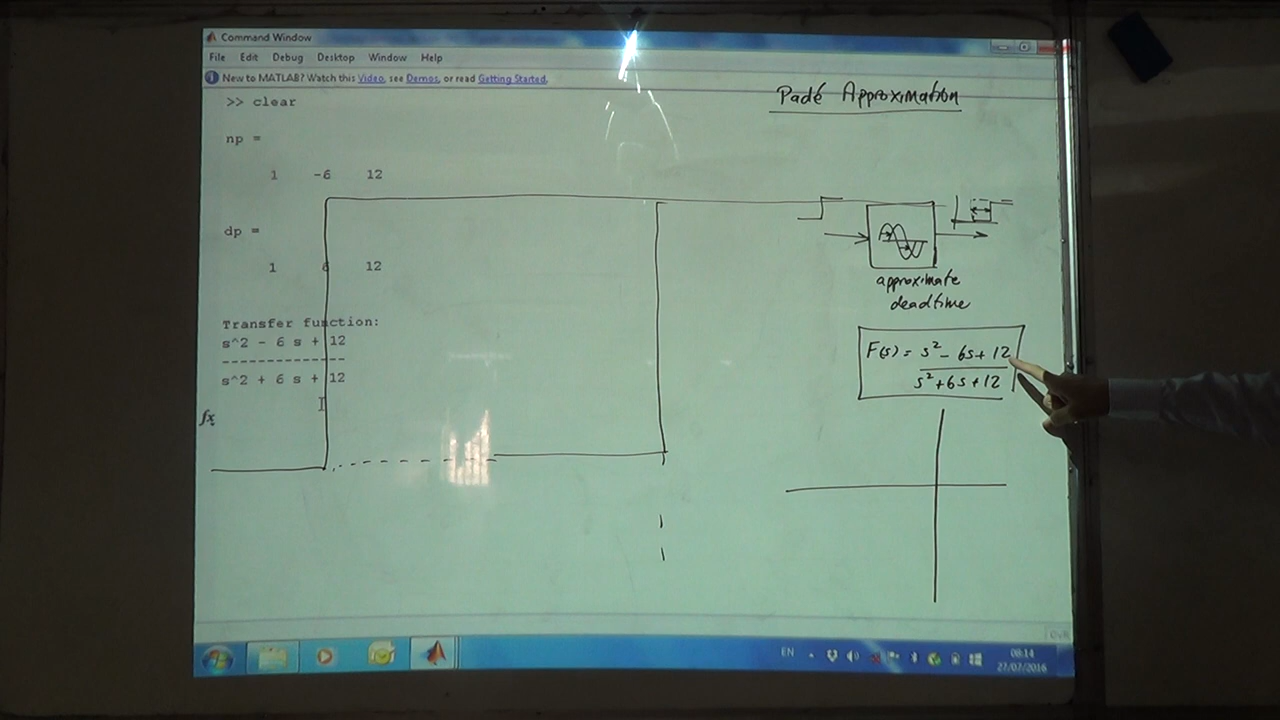 Command Window
File Edit Debug Desktop Window Help
New to MATLAB? Watch this Video, see Demos, or read Getting Started.
>> clear
np =
1 -6 12
dp =
1 6 12
Transfer function:
s^2 - 6 s + 12
--------------
s^2 + 6 s + 12
fx
Padé Approximation
approximate
deadtime
F(s) = s² - 6s + 12
s² + 6s + 12
EN
08:14
27/07/2016